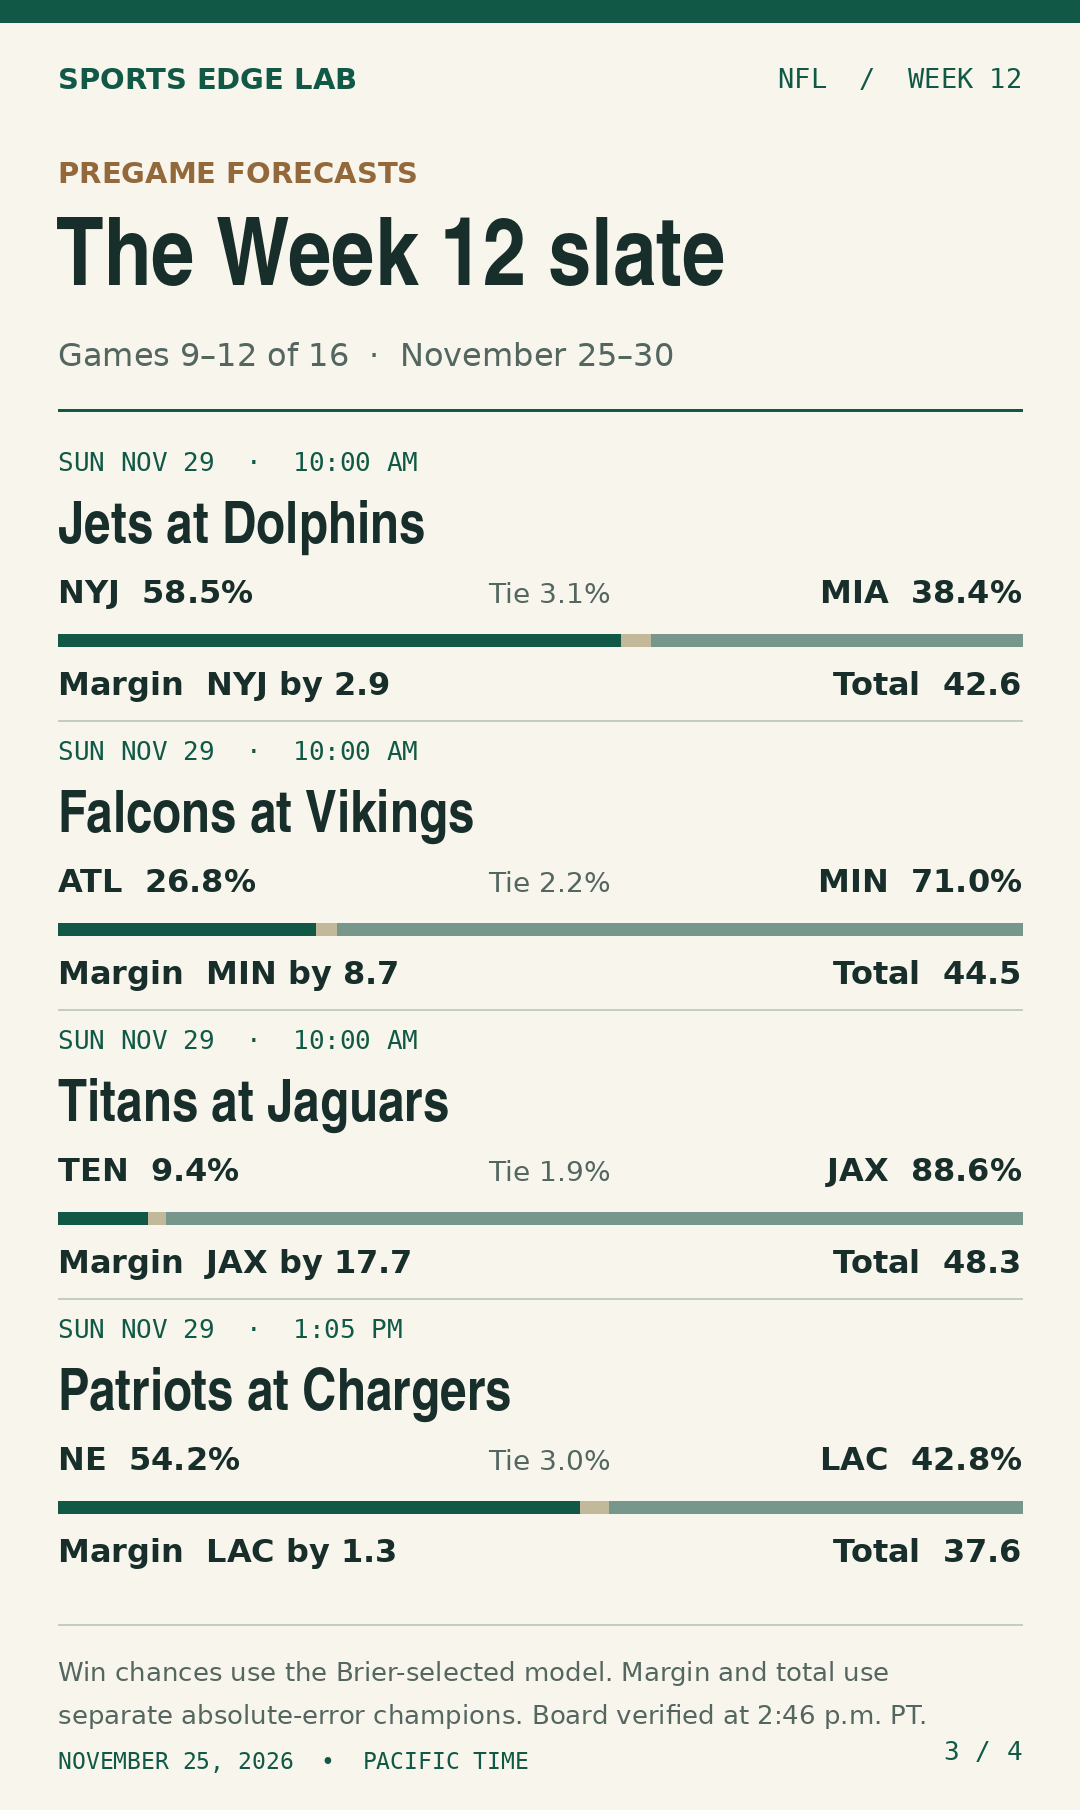 SPORTS EDGE LAB
NFL / WEEK 12
PREGAME FORECASTS
The Week 12 slate
Games 9–12 of 16 · November 25–30
SUN NOV 29 · 10:00 AM
Jets at Dolphins
NYJ 58.5% Tie 3.1% MIA 38.4%
Margin NYJ by 2.9 Total 42.6
SUN NOV 29 · 10:00 AM
Falcons at Vikings
ATL 26.8% Tie 2.2% MIN 71.0%
Margin MIN by 8.7 Total 44.5
SUN NOV 29 · 10:00 AM
Titans at Jaguars
TEN 9.4% Tie 1.9% JAX 88.6%
Margin JAX by 17.7 Total 48.3
SUN NOV 29 · 1:05 PM
Patriots at Chargers
NE 54.2% Tie 3.0% LAC 42.8%
Margin LAC by 1.3 Total 37.6
Win chances use the Brier-selected model. Margin and total use
separate absolute-error champions. Board verified at 2:46 p.m. PT.
NOVEMBER 25, 2026 • PACIFIC TIME
3 / 4